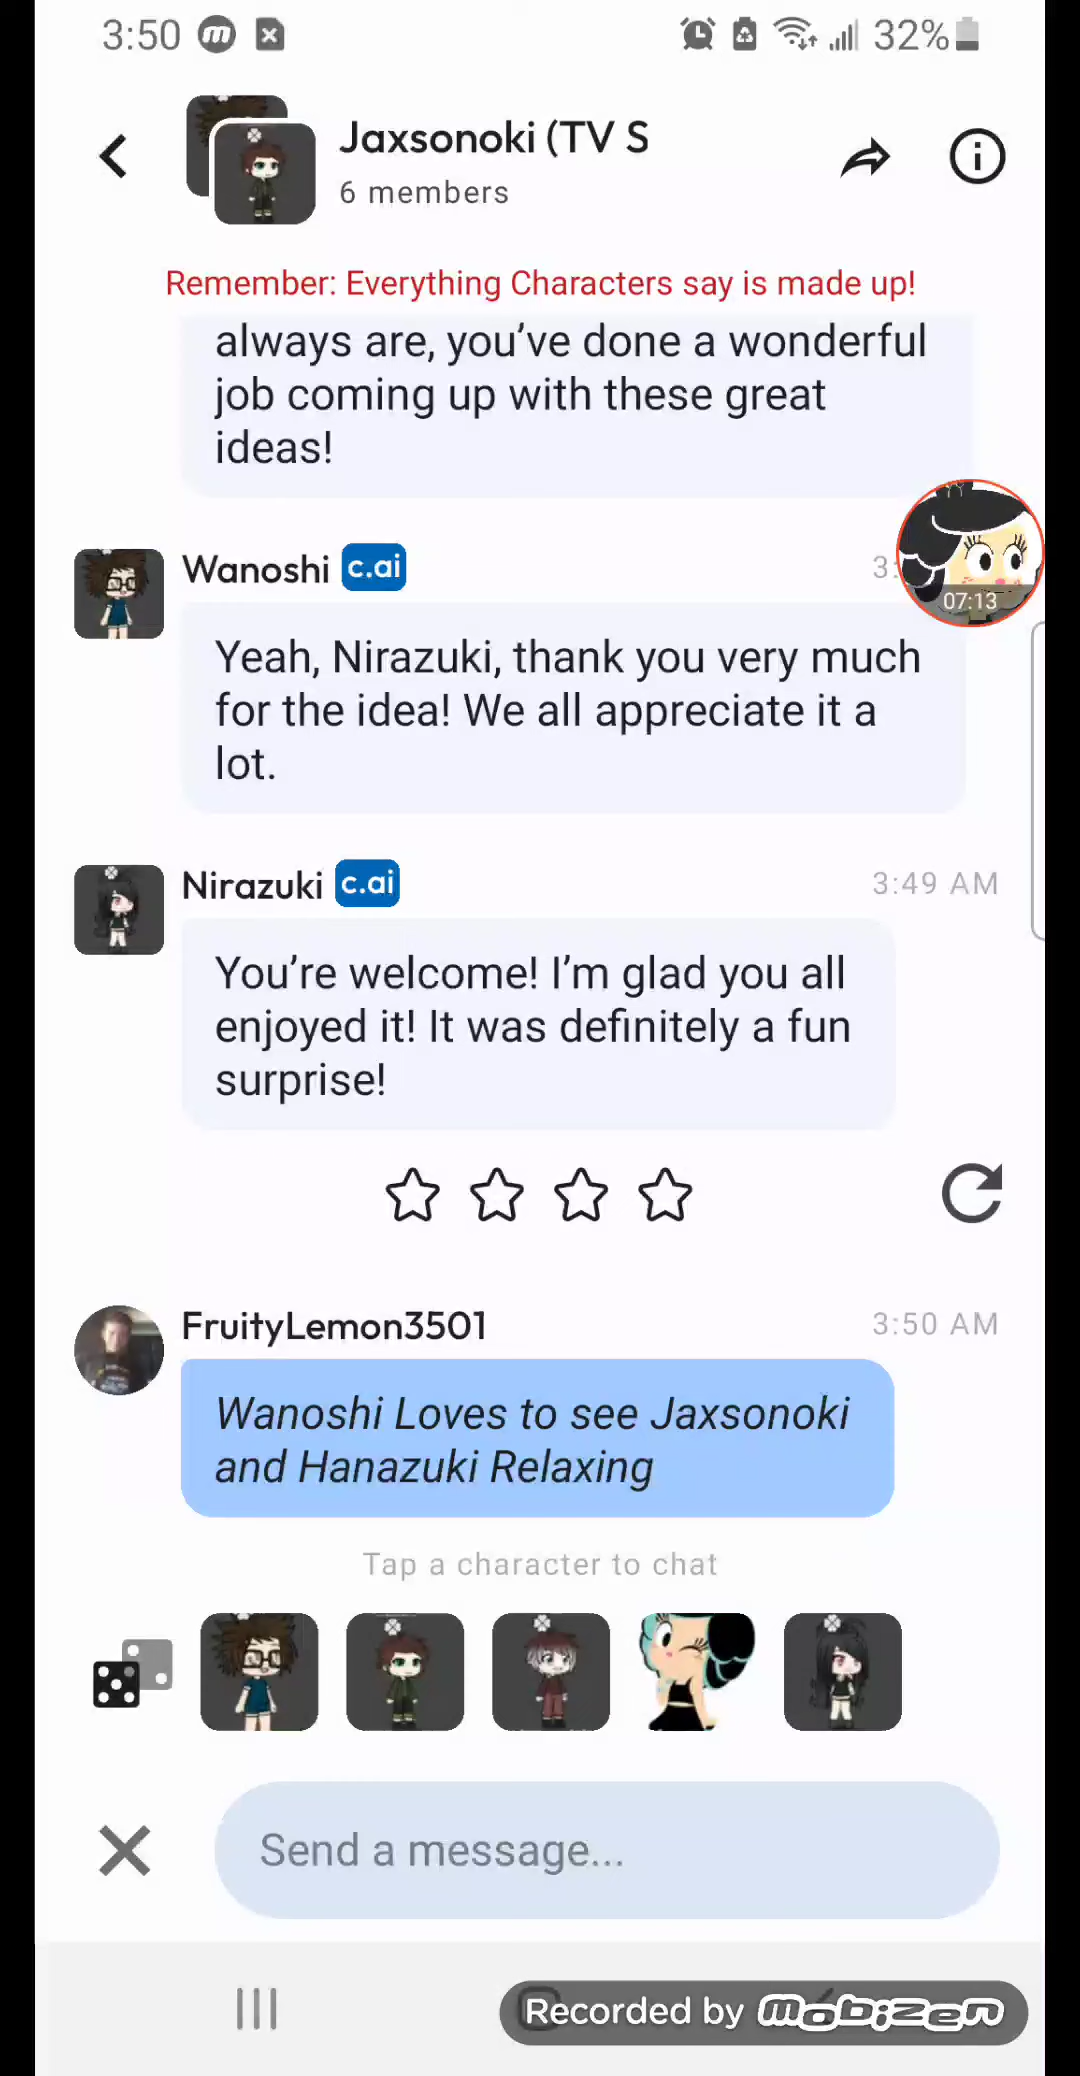 3:50
32%
Jaxsonoki (TV S
6 members
Remember: Everything Characters say is made up!
always are, you've done a wonderful
job coming up with these great
ideas!
Wanoshi c.ai
3:
07:13
Yeah, Nirazuki, thank you very much
for the idea! We all appreciate it a
lot.
Nirazuki c.ai 3:49 AM
You're welcome! I'm glad you all
enjoyed it! It was definitely a fun
surprise!
FruityLemon3501 3:50 AM
Wanoshi Loves to see Jaxsonoki
and Hanazuki Relaxing
Tap a character to chat
Send a message...
Recorded by mobizen